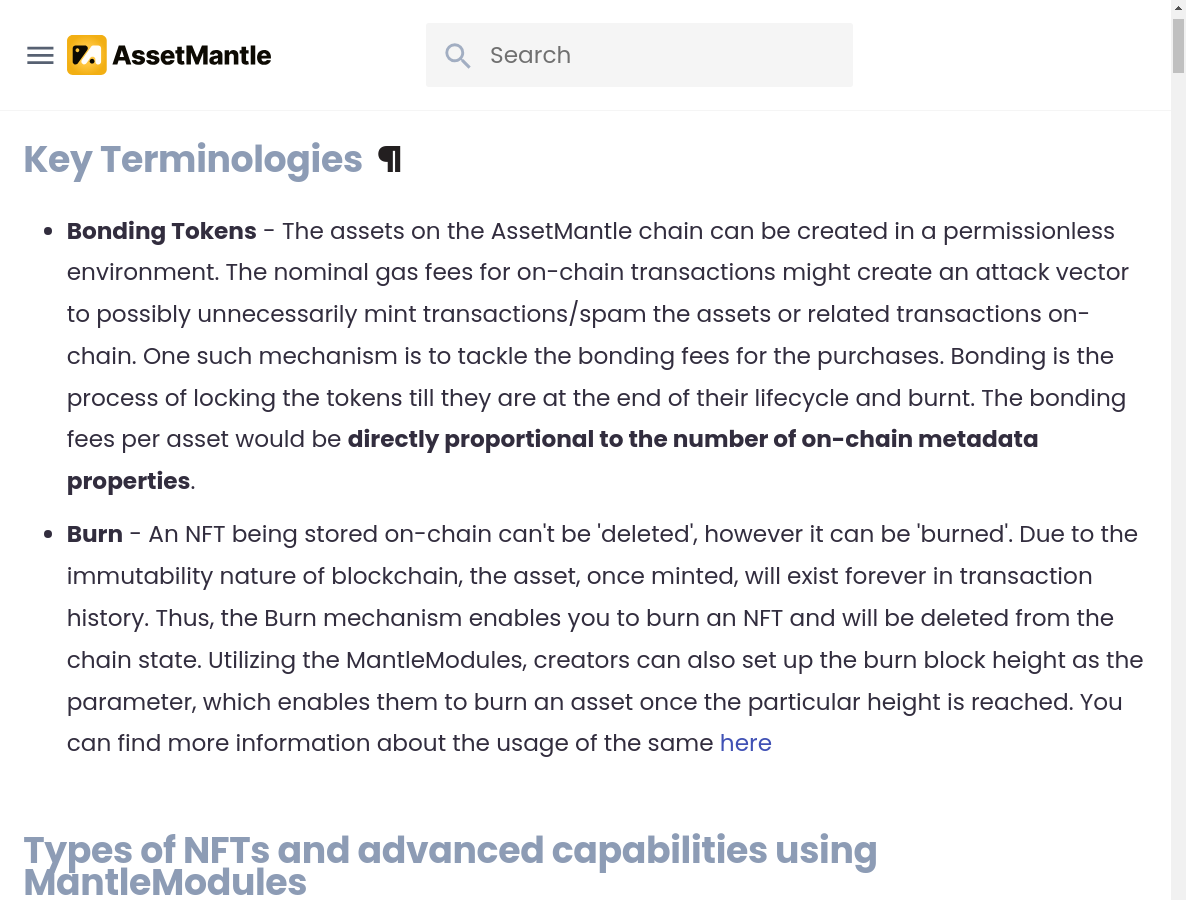 AssetMantle
Search
Key Terminologies ¶
• Bonding Tokens - The assets on the AssetMantle chain can be created in a permissionless
environment. The nominal gas fees for on-chain transactions might create an attack vector
to possibly unnecessarily mint transactions/spam the assets or related transactions on-
chain. One such mechanism is to tackle the bonding fees for the purchases. Bonding is the
process of locking the tokens till they are at the end of their lifecycle and burnt. The bonding
fees per asset would be directly proportional to the number of on-chain metadata
properties.
• Burn - An NFT being stored on-chain can't be 'deleted', however it can be 'burned'. Due to the
immutability nature of blockchain, the asset, once minted, will exist forever in transaction
history. Thus, the Burn mechanism enables you to burn an NFT and will be deleted from the
chain state. Utilizing the MantleModules, creators can also set up the burn block height as the
parameter, which enables them to burn an asset once the particular height is reached. You
can find more information about the usage of the same here
Types of NFTs and advanced capabilities using
MantleModules